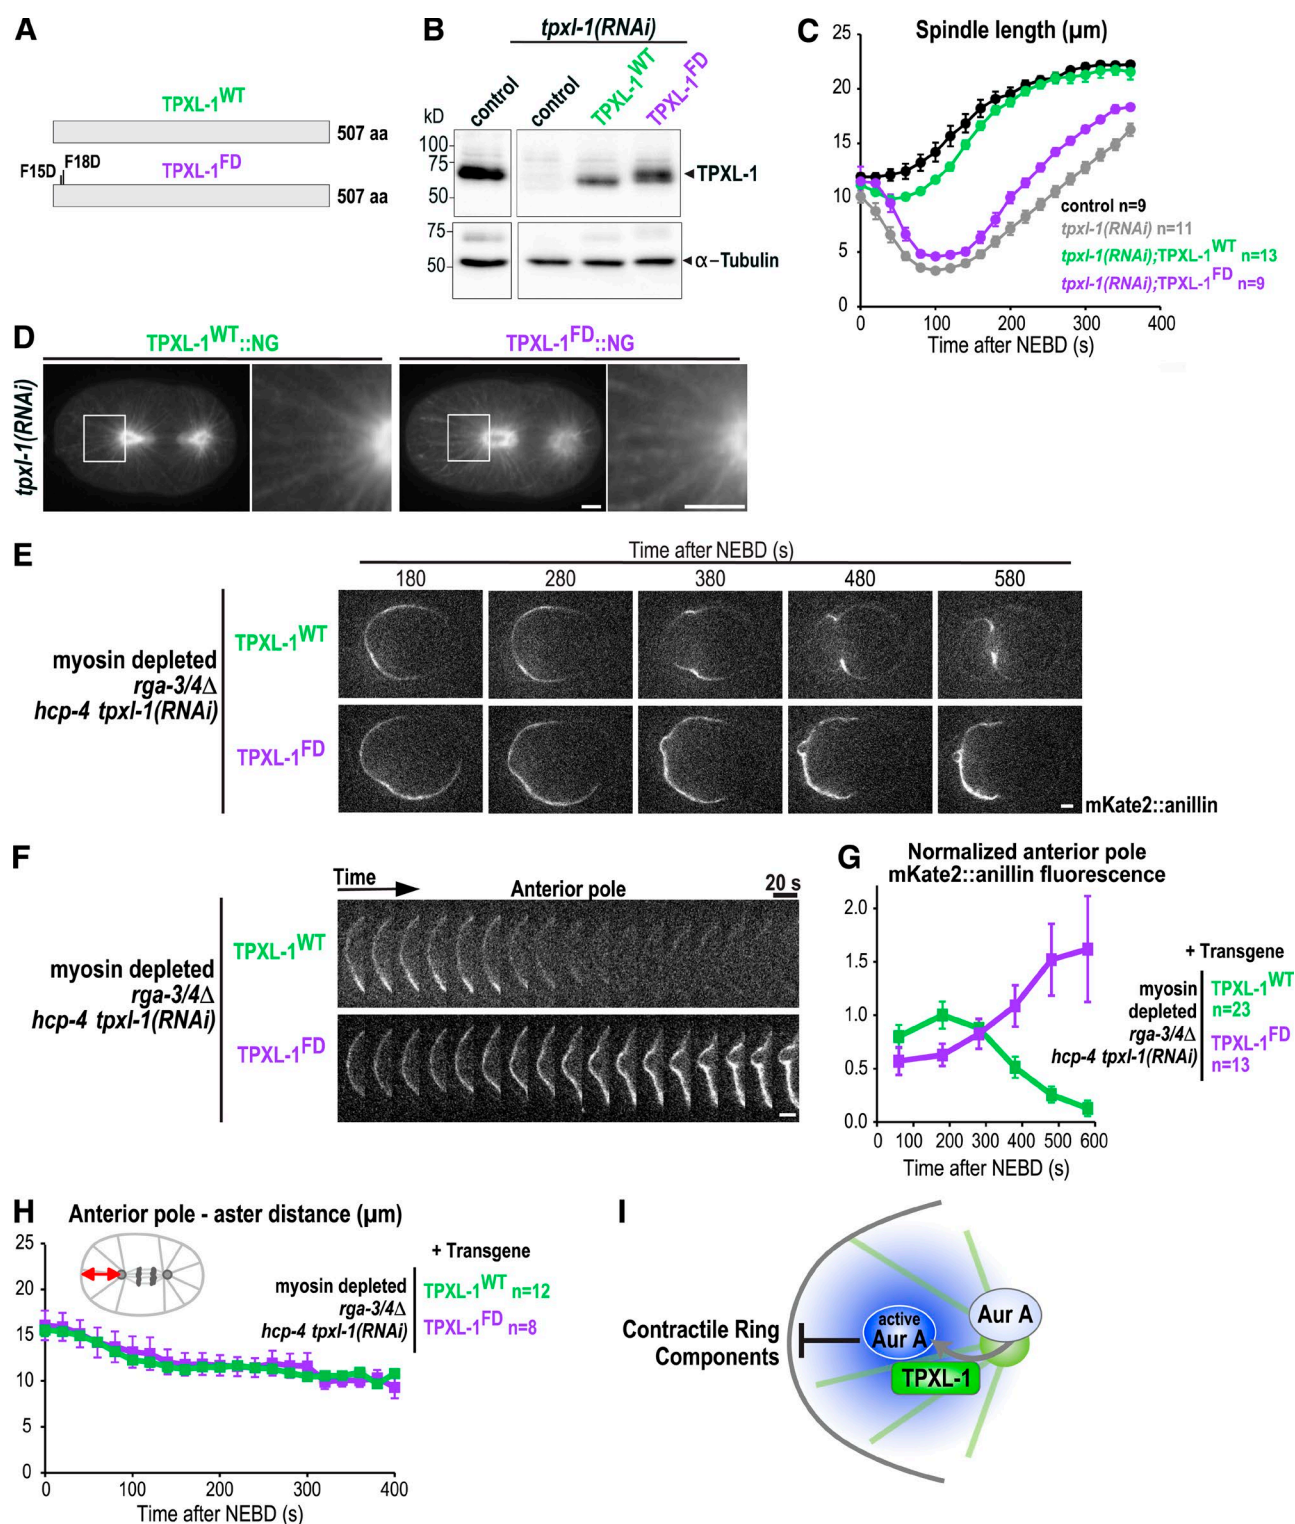 A
TPXL-1WT
507 aa
F15D
F18D
TPXL-1FD
507 aa
B
tpxl-1(RNAi)
control
control
TPXL-1WT
TPXL-1FD
kD
100
75
50
TPXL-1
75
50
α–Tubulin
C
Spindle length (µm)
25
20
15
10
5
0
0 100 200 300 400
Time after NEBD (s)
control n=9
tpxl-1(RNAi) n=11
tpxl-1(RNAi);TPXL-1WT n=13
tpxl-1(RNAi);TPXL-1FD n=9
D
TPXL-1WT::NG
TPXL-1FD::NG
tpxl-1(RNAi)
E
Time after NEBD (s)
180 280 380 480 580
myosin depleted
rga-3/4Δ
hcp-4 tpxl-1(RNAi)
TPXL-1WT
TPXL-1FD
mKate2::anillin
F
Time
Anterior pole
20 s
myosin depleted
rga-3/4Δ
hcp-4 tpxl-1(RNAi)
TPXL-1WT
TPXL-1FD
G
Normalized anterior pole
mKate2::anillin fluorescence
2.0
1.5
1.0
0.5
0.0
0 100 200 300 400 500 600
Time after NEBD (s)
+ Transgene
myosin
depleted
rga-3/4Δ
hcp-4 tpxl-1(RNAi)
TPXL-1WT
n=23
TPXL-1FD
n=13
H
Anterior pole - aster distance (µm)
25
20
15
10
5
0
0 100 200 300 400
Time after NEBD (s)
+ Transgene
myosin depleted
rga-3/4Δ
hcp-4 tpxl-1(RNAi)
TPXL-1WT n=12
TPXL-1FD n=8
I
Contractile Ring
Components
active
Aur A
Aur A
TPXL-1